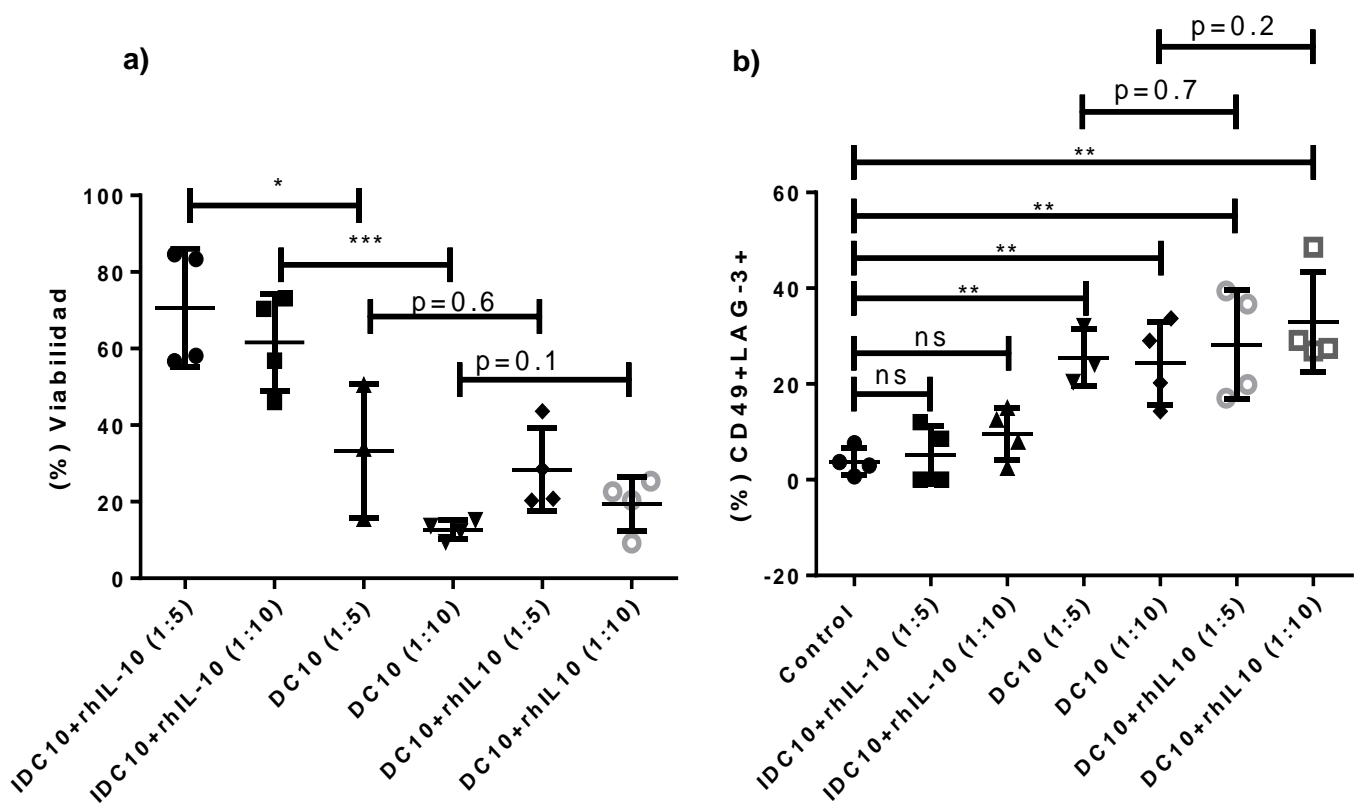 a)
*
***
p=0.6
p=0.1
(%) Viabilidad
100
80
60
40
20
0
IDC10+rhIL-10 (1:5)
IDC10+rhIL-10 (1:10)
DC10 (1:5)
DC10 (1:10)
DC10+rhIL10 (1:5)
DC10+rhIL10 (1:10)
b)
p=0.2
p=0.7
**
**
**
**
ns
ns
(%) CD49+LAG-3+
60
40
20
0
-20
Control
IDC10+rhIL-10 (1:5)
IDC10+rhIL-10 (1:10)
DC10 (1:5)
DC10 (1:10)
DC10+rhIL10 (1:5)
DC10+rhIL10 (1:10)